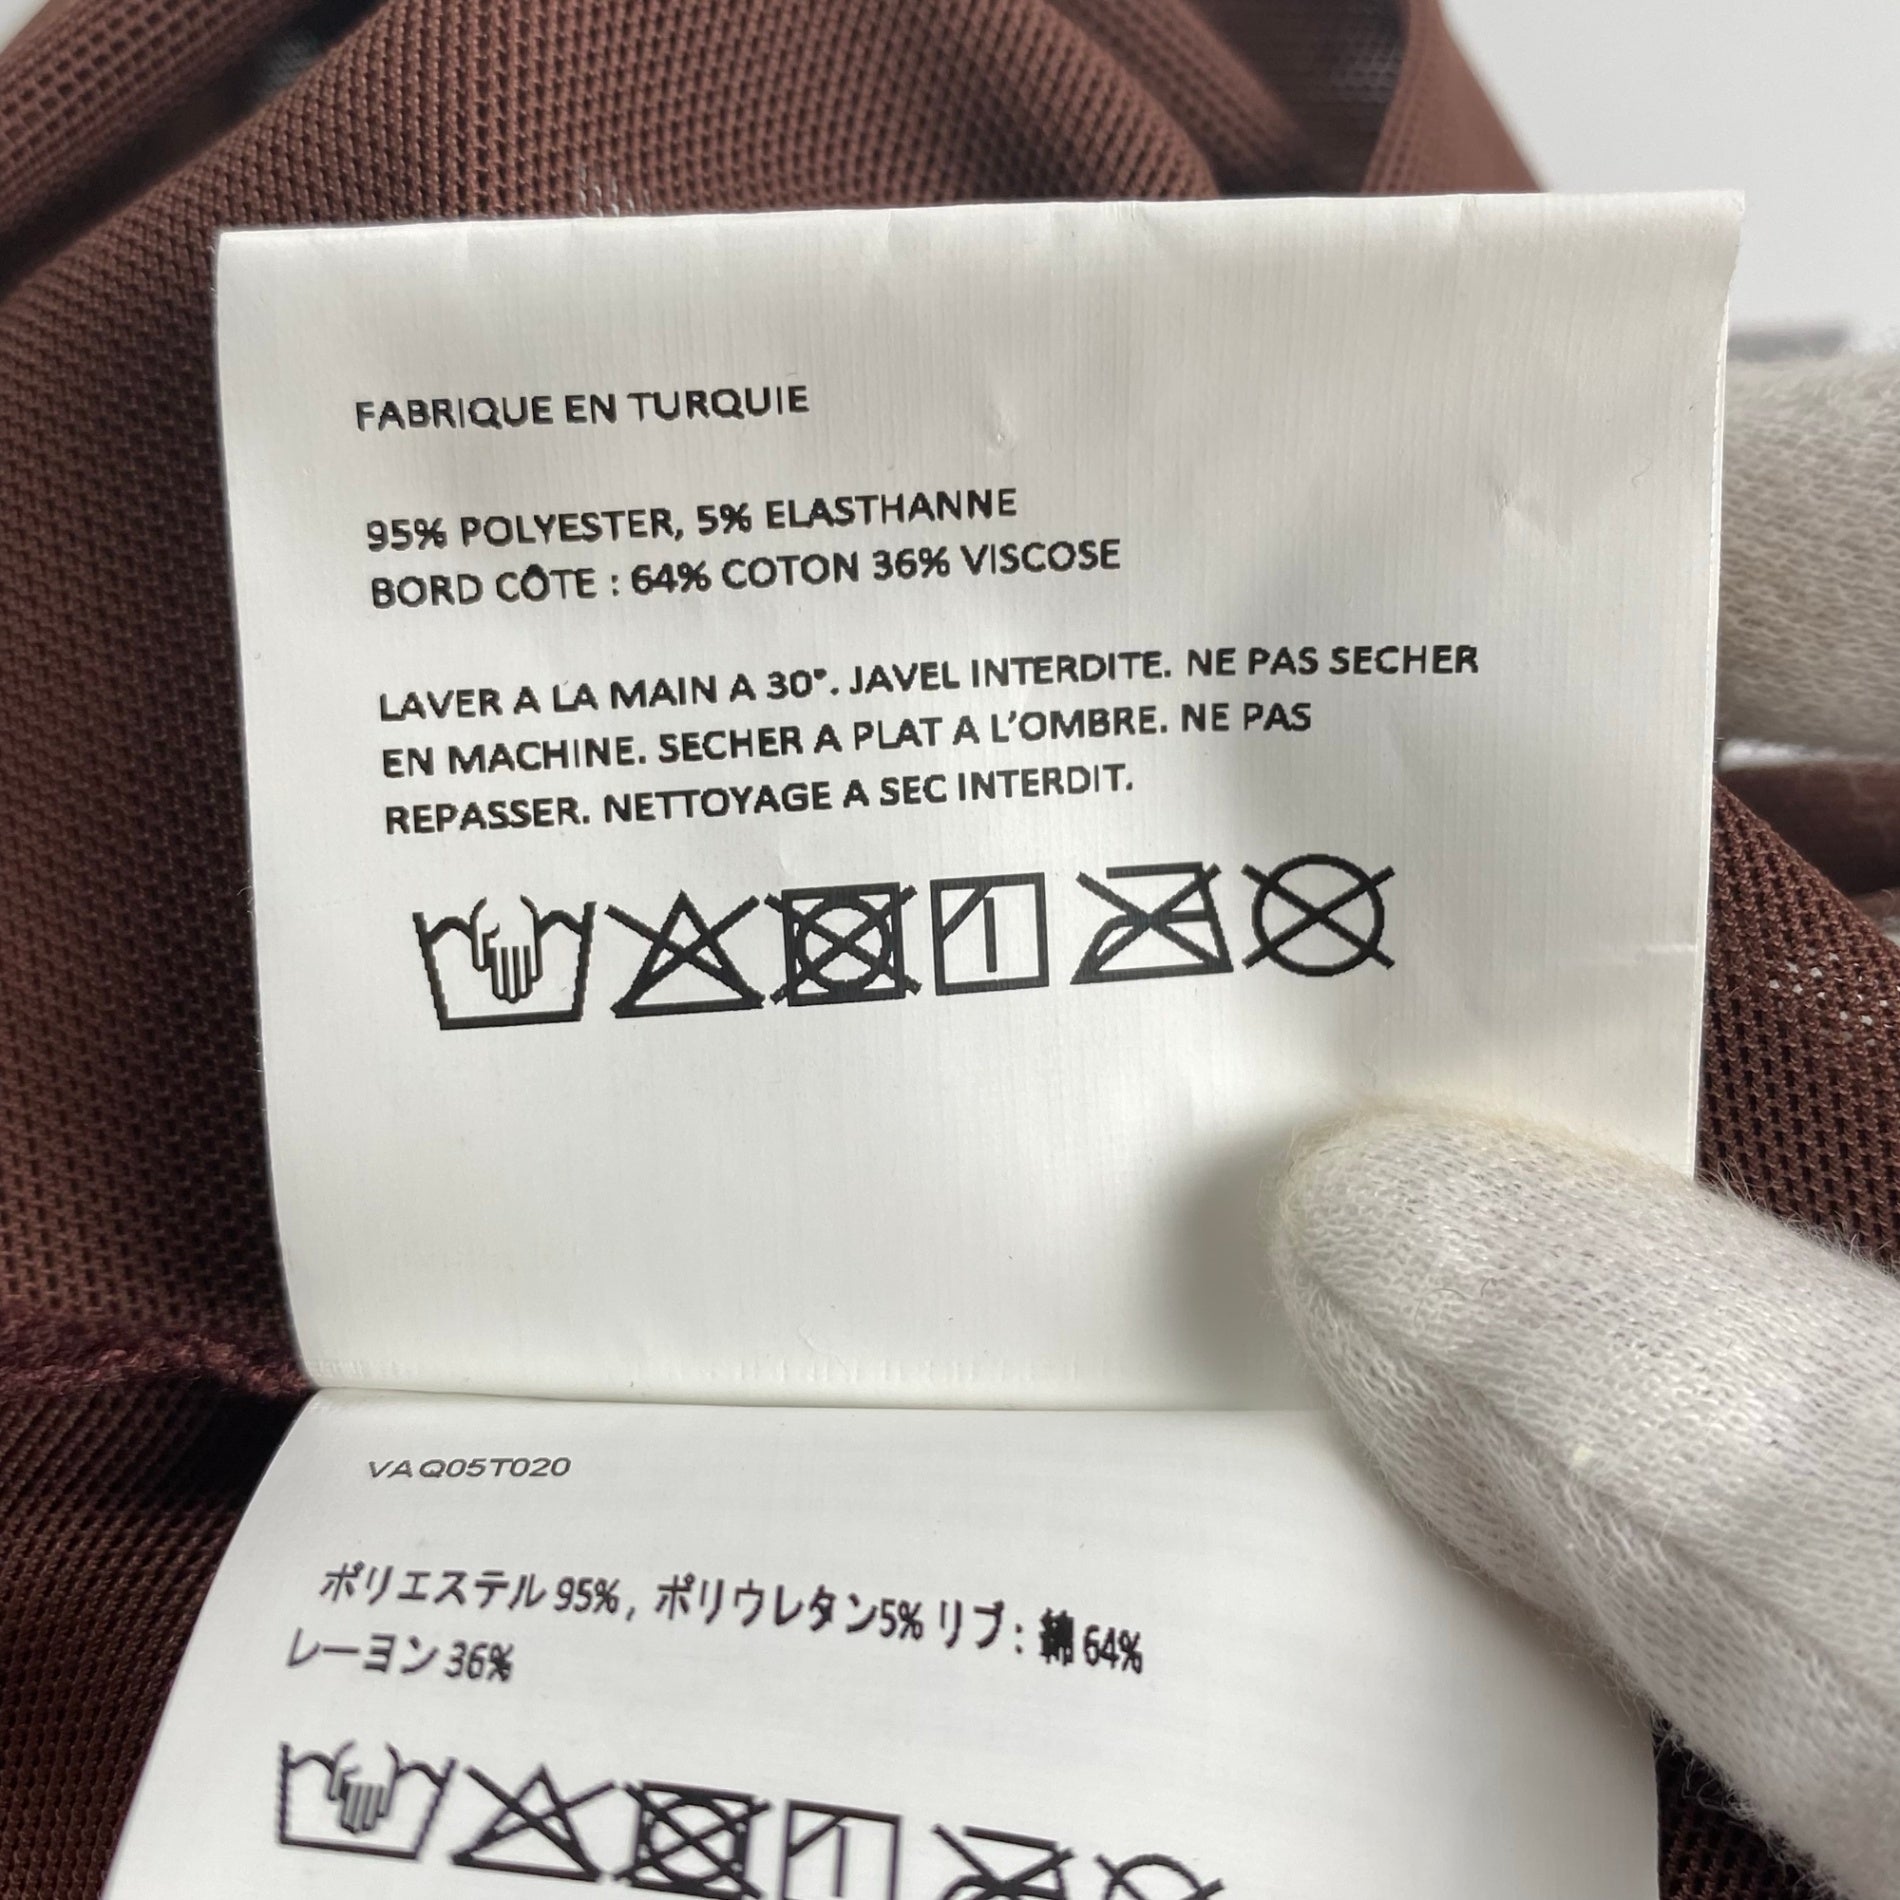 FABRIQUE EN TURQUIE
95% POLYESTER, 5% ELASTHANNE
BORD CÔTE : 64% COTON 36% VISCOSE
LAVER A LA MAIN A 30°. JAVEL INTERDITE. NE PAS SECHER
EN MACHINE. SECHER A PLAT A L'OMBRE. NE PAS
REPASSER. NETTOYAGE A SEC INTERDIT.
VAQ05T020
ポリエステル 95%, ポリウレタン5% リブ : 綿 64%
レーヨン 36%